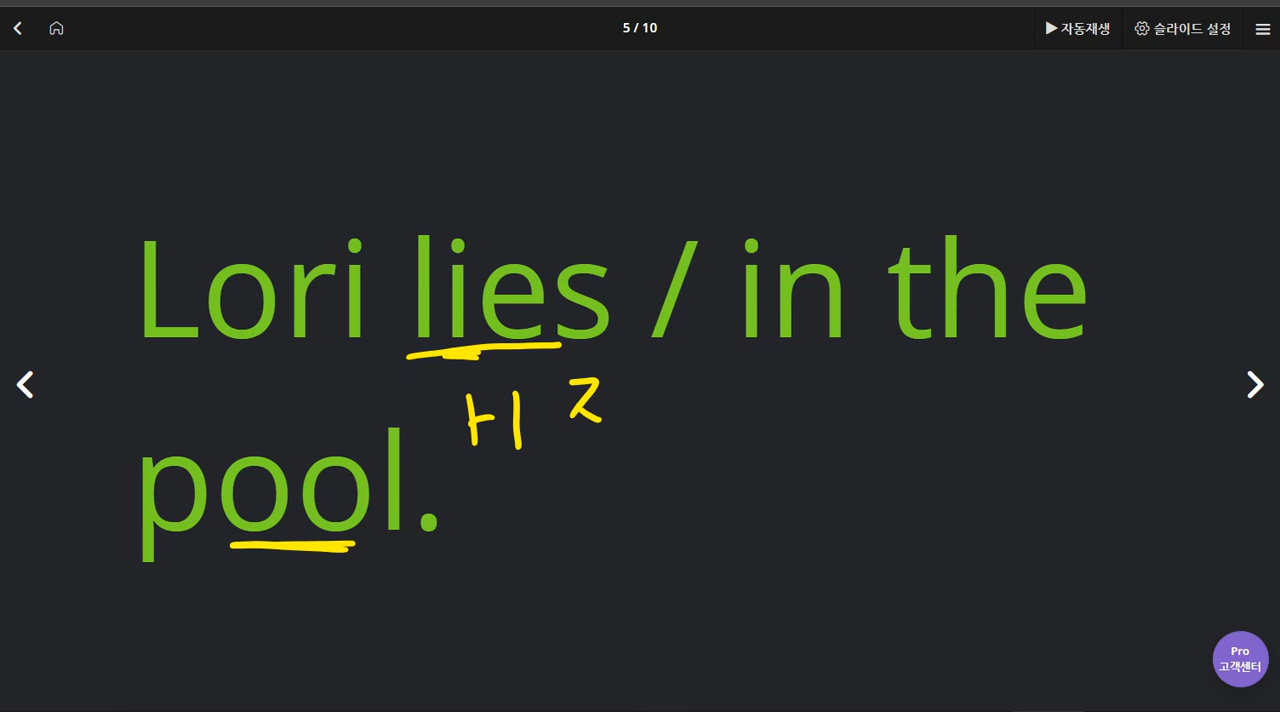 5 / 10
▶ 자동재생
슬라이드 설정
Lori lies / in the
pool.
Pro
고객센터